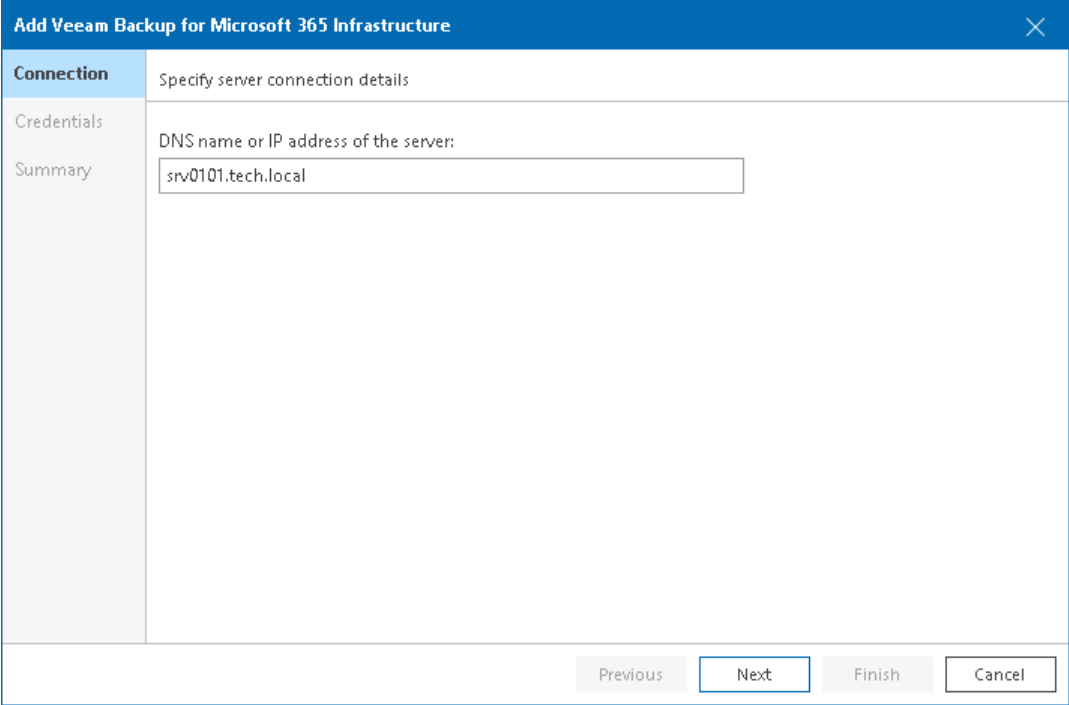 Add Veeam Backup for Microsoft 365 Infrastructure
Connection
Credentials
Summary
Specify server connection details
DNS name or IP address of the server:
srv0101.tech.local
Previous
Next
Finish
Cancel